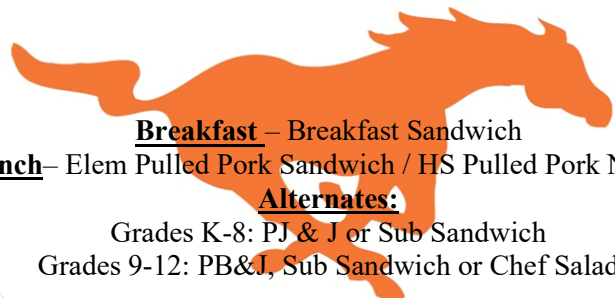 Breakfast – Breakfast Sandwich
nch– Elem Pulled Pork Sandwich / HS Pulled Pork N
Alternates:
Grades K-8: PJ & J or Sub Sandwich
Grades 9-12: PB&J, Sub Sandwich or Chef Salad